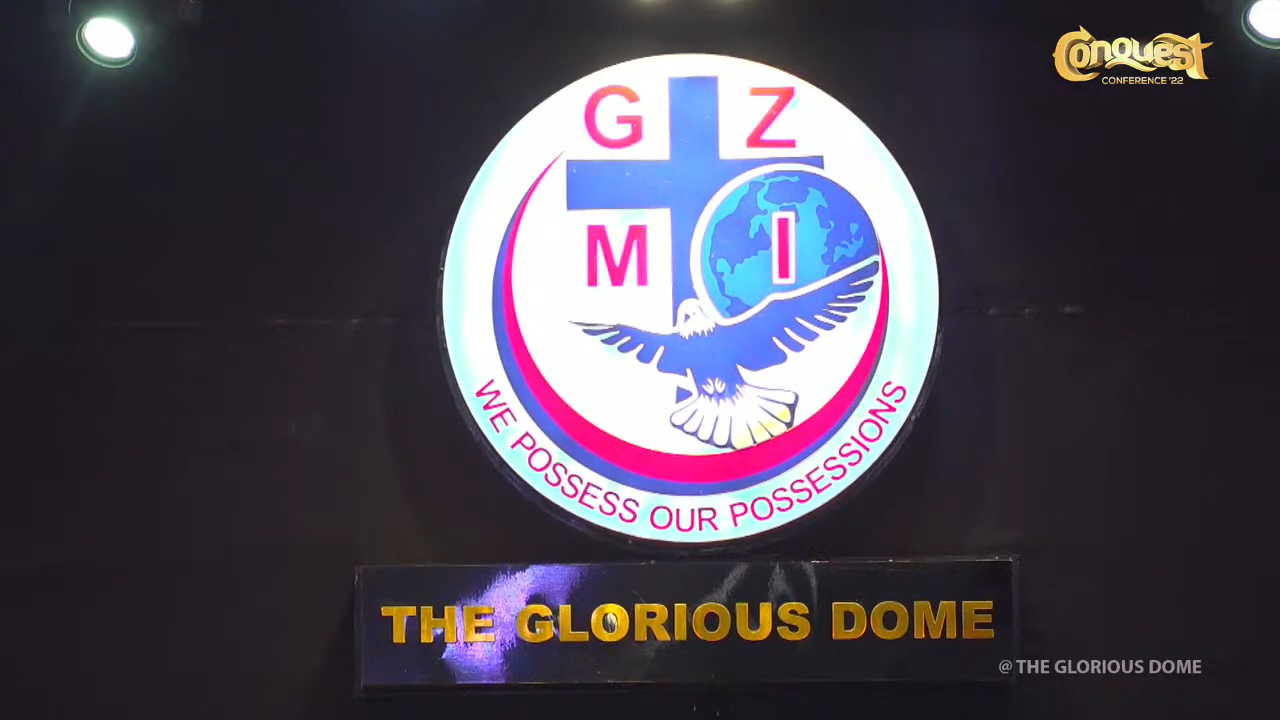 Conquest
CONFERENCE '22
G Z
M I
WE POSSESS OUR POSSESSIONS
THE GLORIOUS DOME
@ THE GLORIOUS DOME